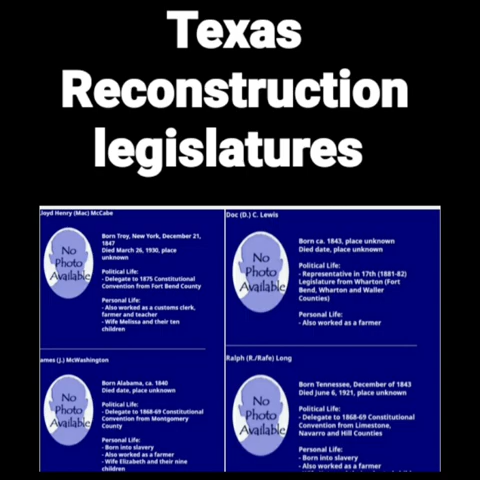 Texas
Reconstruction
legislatures
loyd Henry (Mac) McCabe
No
Photo
Available
Born Trey, New York, December 21,
1847
Died March 26, 1930, place
unknown
Political Life:
- Delegate to 1875 Constitutional
Convention from Fort Bend County
Personal Life:
- Also worked as a customs clerk,
farmer and teacher
- Wife Melissa and their ten
children
Doc (D.) C. Lewis
No
Photo
Available
Born ca. 1843, place unknown
Died date, place unknown
Political Life:
- Representative in 17th (1881-82)
Legislature from Wharton (Fort
Bend, Wharton and Waller
Counties)
Personal Life:
- Also worked as a farmer
ames (J.) McWashington
No
Photo
Available
Born Alabama, ca. 1840
Died date, place unknown
Political Life:
- Delegate to 1868-69 Constitutional
Convention from Montgomery
County
Personal Life:
- Born into slavery
- Also worked as a farmer
- Wife Elizabeth and their nine
children
Ralph (R./Rafe) Long
No
Photo
Available
Born Tennessee, December of 1843
Died June 6, 1921, place unknown
Political Life:
- Delegate to 1868-69 Constitutional
Convention from Limestone,
Navarro and Hill Counties
Personal Life:
- Born into slavery
- Also worked as a farmer